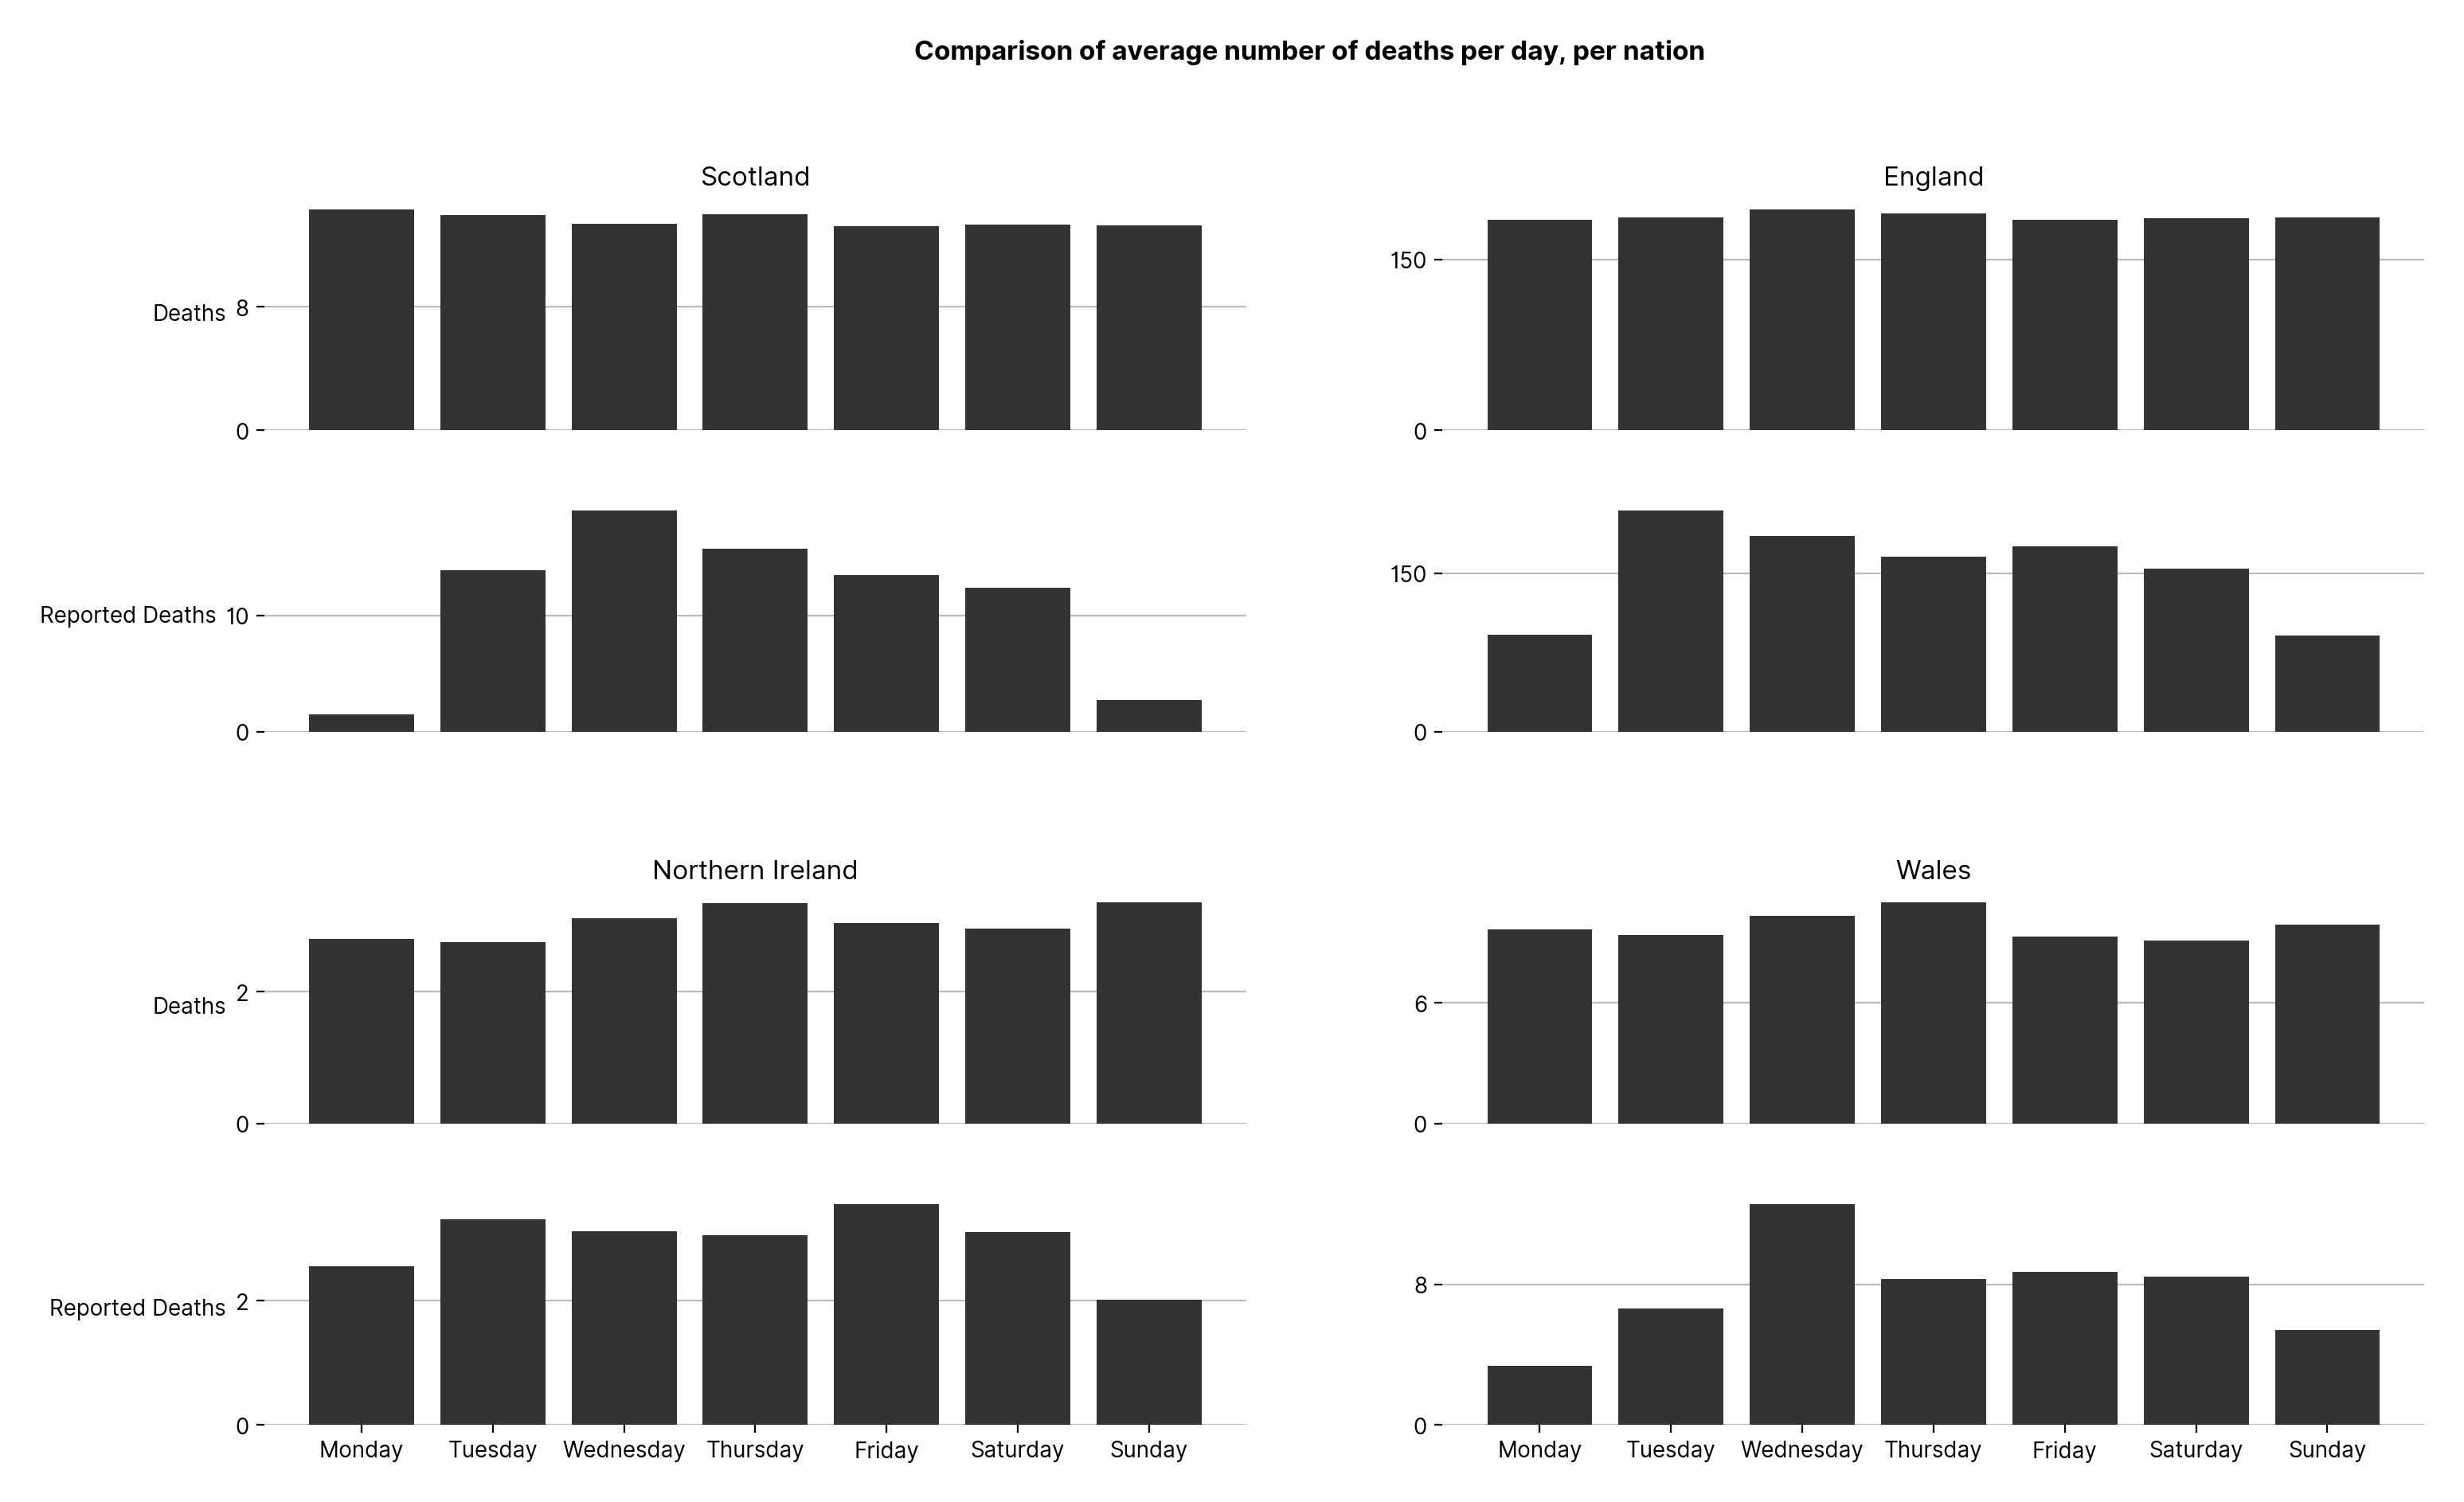 Comparison of average number of deaths per day, per nation
Scotland
Deaths
8
0
Reported Deaths
10
0
England
150
0
150
0
Northern Ireland
Deaths
2
0
Reported Deaths
2
0
Monday Tuesday Wednesday Thursday Friday Saturday Sunday
Wales
6
0
8
0
Monday Tuesday Wednesday Thursday Friday Saturday Sunday